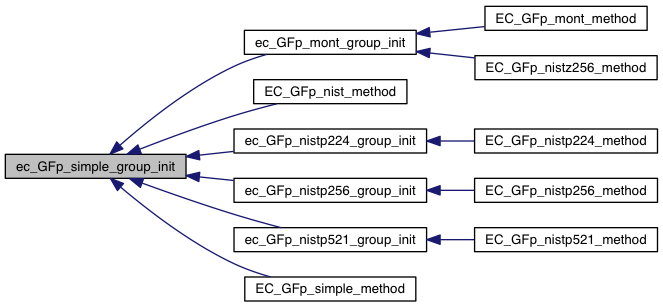 EC_GFp_mont_method
ec_GFp_mont_group_init
EC_GFp_nistz256_method
EC_GFp_nist_method
ec_GFp_nistp224_group_init
EC_GFp_nistp224_method
ec_GFp_simple_group_init
ec_GFp_nistp256_group_init
EC_GFp_nistp256_method
ec_GFp_nistp521_group_init
EC_GFp_nistp521_method
EC_GFp_simple_method